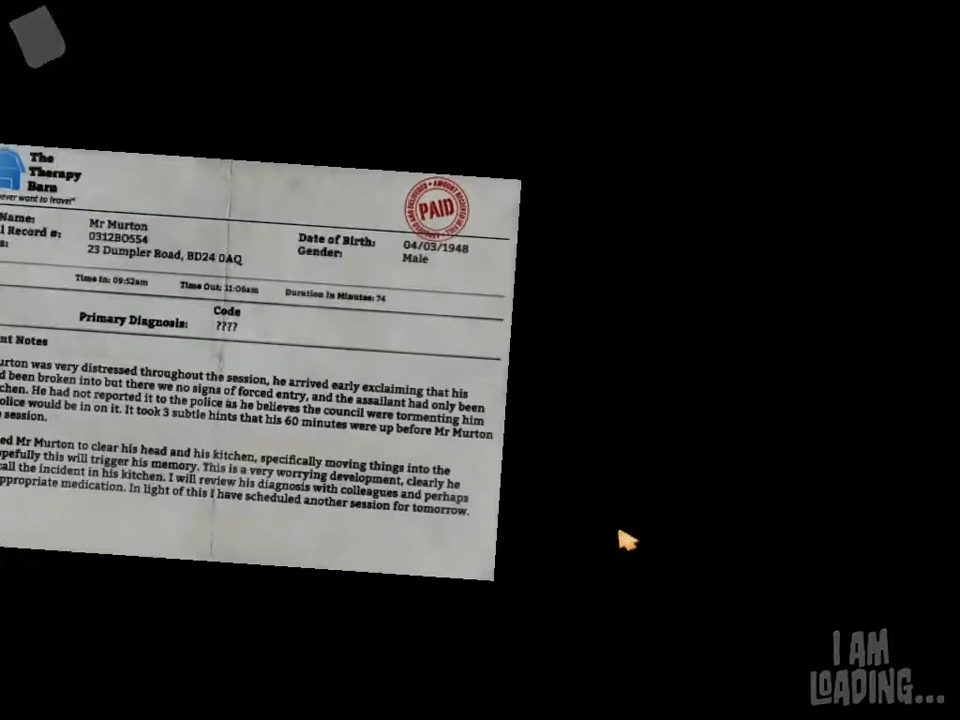 The
Therapy
Barn
ever want to leave!"
PAID
Name:
Mr Murton
l Record #:
0312BO554
23 Dumpler Road, BD24 0AQ
Date of Birth:
04/03/1948
Gender:
Male
Time In: 09:52am
Time Out: 11:06am
Duration In Minutes: 74
Code
Primary Diagnosis:
????
nt Notes
urton was very distressed throughout the session, he arrived early exclaiming that his
d been broken into but there we no signs of forced entry, and the assailant had only been
chen. He had not reported it to the police as he believes the council were tormenting him
olice would be in on it. It took 3 subtle hints that his 60 minutes were up before Mr Murton
session.
ed Mr Murton to clear his head and his kitchen, specifically moving things into the
opefully this will trigger his memory. This is a very worrying development, clearly he
call the incident in his kitchen. I will review his diagnosis with colleagues and perhaps
appropriate medication. In light of this I have scheduled another session for tomorrow.
I AM
LOADING...